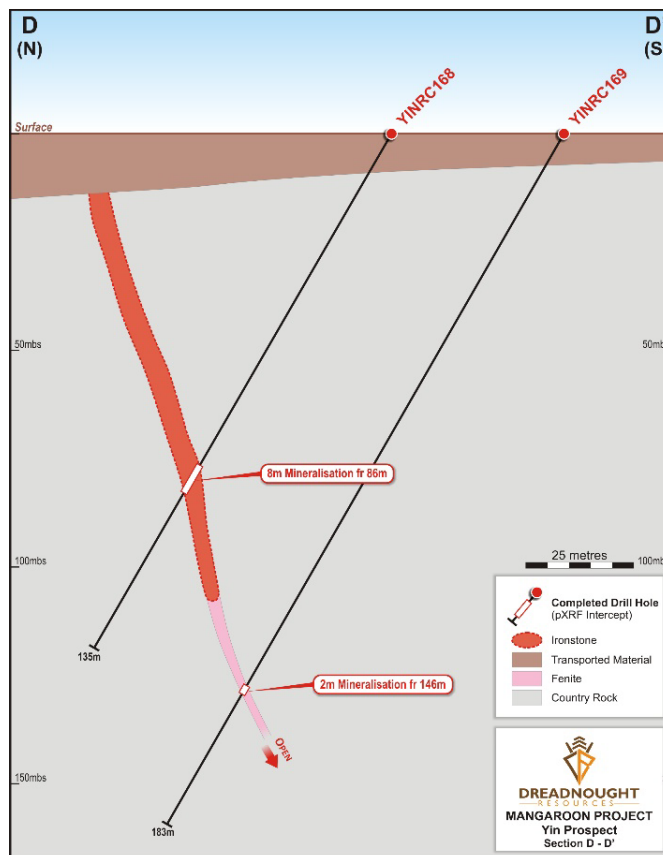 D
(N)
D
(S
YINRC168
YINRC169
Surface
50mbs
50mb
8m Mineralisation fr 86m
100mbs
100mb
25 metres
Completed Drill Hole
(pXRF Intercept)
Ironstone
Transported Material
Fenite
Country Rock
135m
2m Mineralisation fr 146m
OPEN
150mbs
183m
DREADNOUGHT
RESOURCES
MANGAROON PROJECT
Yin Prospect
Section D - D'